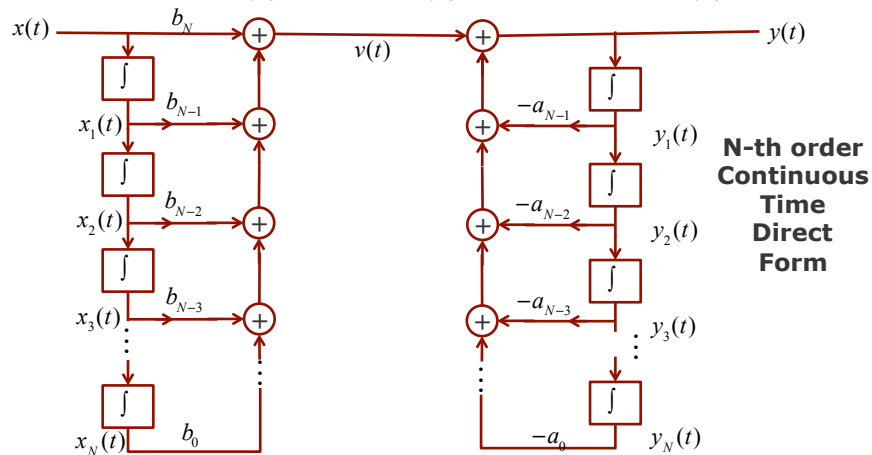 x(t) b_N v(t) y(t)
∫ ∫
b_{N−1} −a_{N−1}
x_1(t) y_1(t)
∫ ∫
b_{N−2} −a_{N−2}
x_2(t) y_2(t)
∫ ∫
b_{N−3} −a_{N−3}
x_3(t) y_3(t)
∫ ∫
x_N(t) b_0 −a_0 y_N(t)
+ +
+ +
+ +
+ +
N-th order
Continuous
Time
Direct
Form